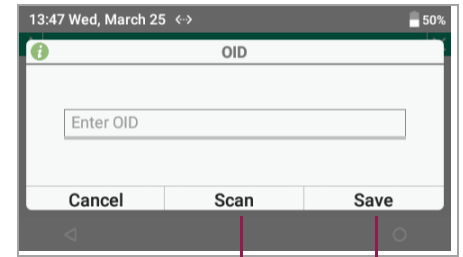 13:47 Wed, March 25 50%
OID
Enter OID
Cancel Scan Save